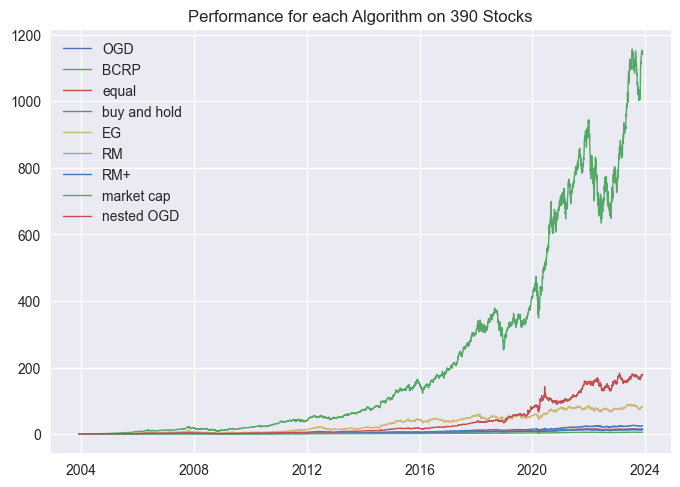 Performance for each Algorithm on 390 Stocks
1200
1000
800
600
400
200
0
OGD
BCRP
equal
buy and hold
EG
RM
RM+
market cap
nested OGD
2004
2008
2012
2016
2020
2024